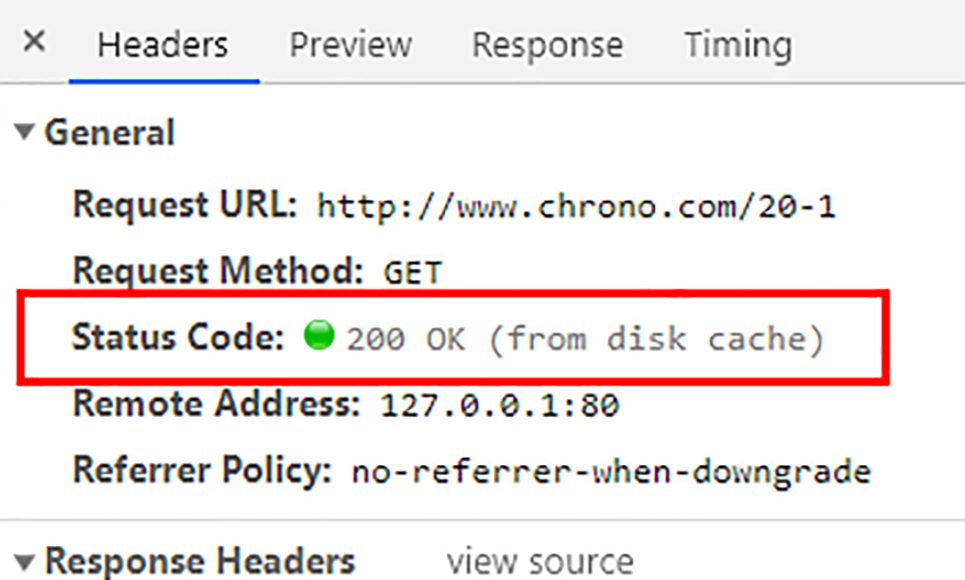 Headers Preview Response Timing
General
Request URL: http://www.chrono.com/20-1
Request Method: GET
Status Code: 200 OK (from disk cache)
Remote Address: 127.0.0.1:80
Referrer Policy: no-referrer-when-downgrade
Response Headers view source